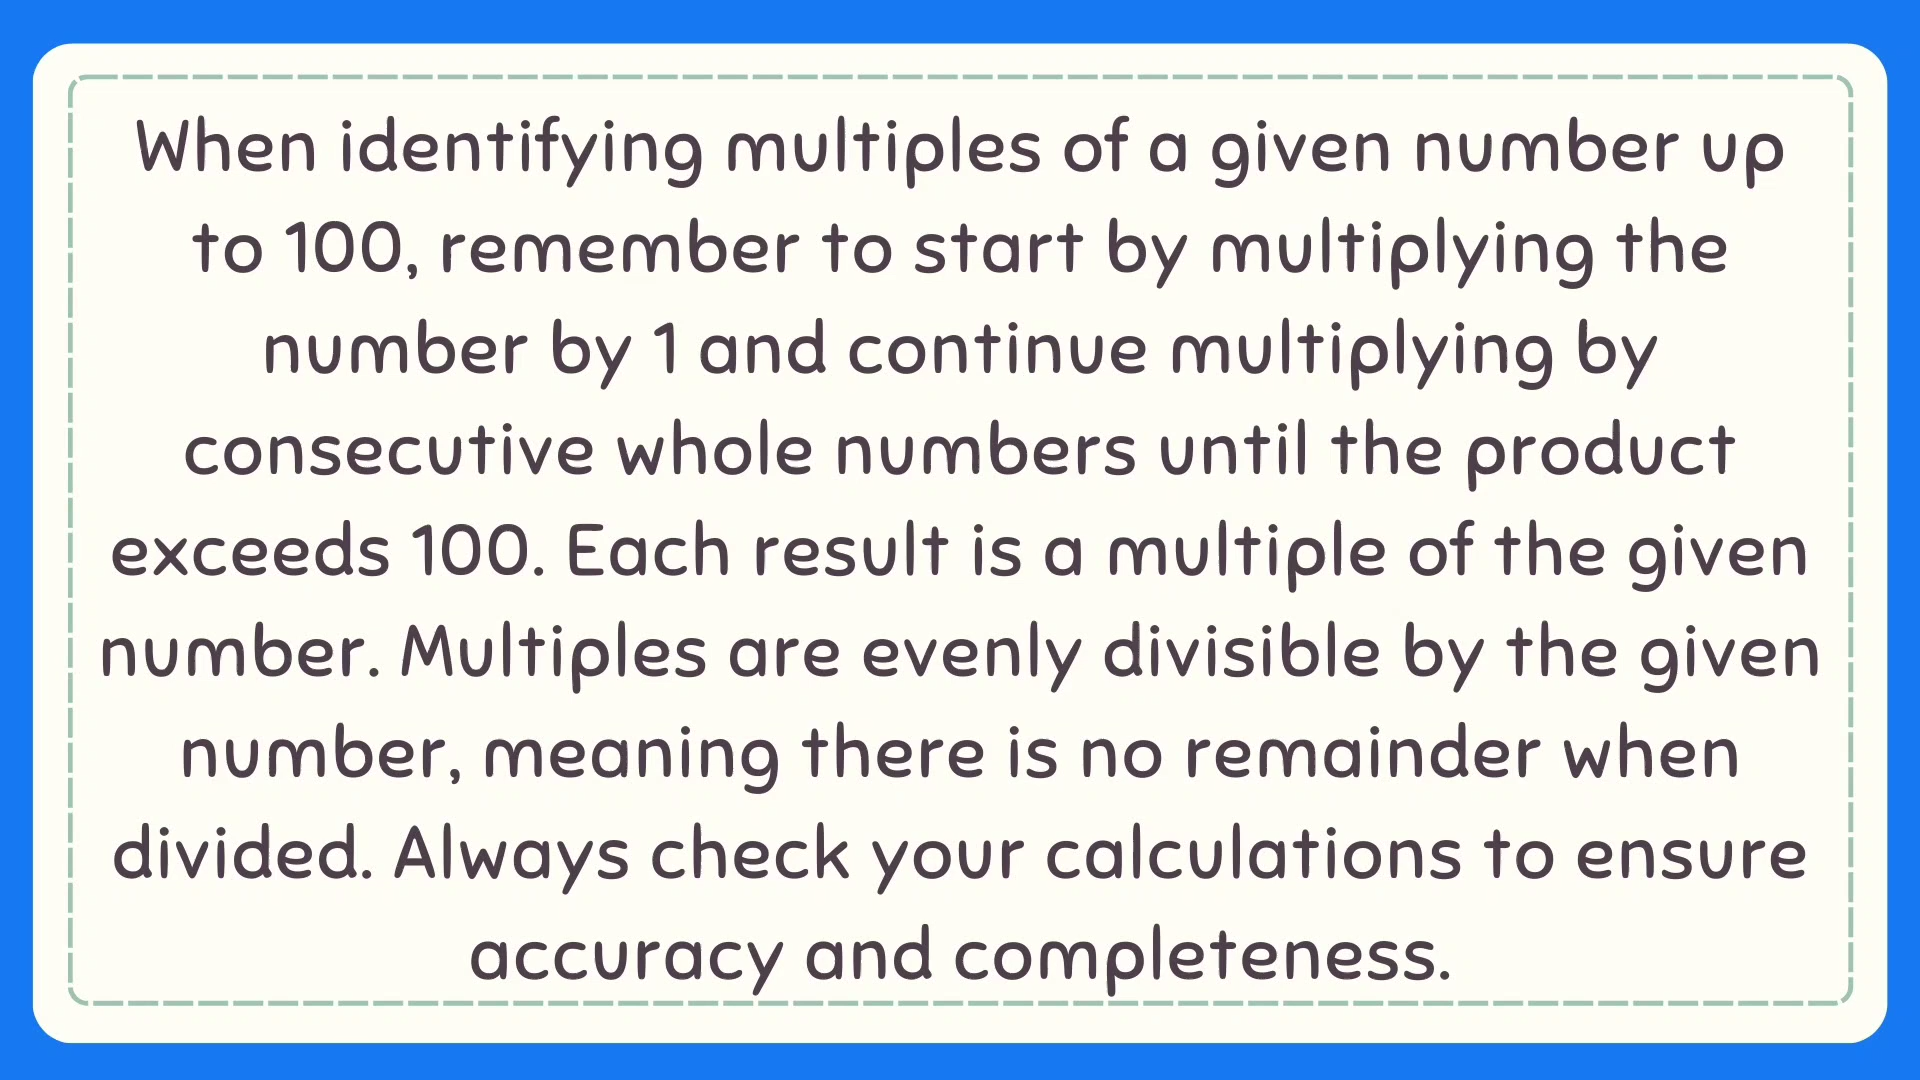 When identifying multiples of a given number up
to 100, remember to start by multiplying the
number by 1 and continue multiplying by
consecutive whole numbers until the product
exceeds 100. Each result is a multiple of the given
number. Multiples are evenly divisible by the given
number, meaning there is no remainder when
divided. Always check your calculations to ensure
accuracy and completeness.